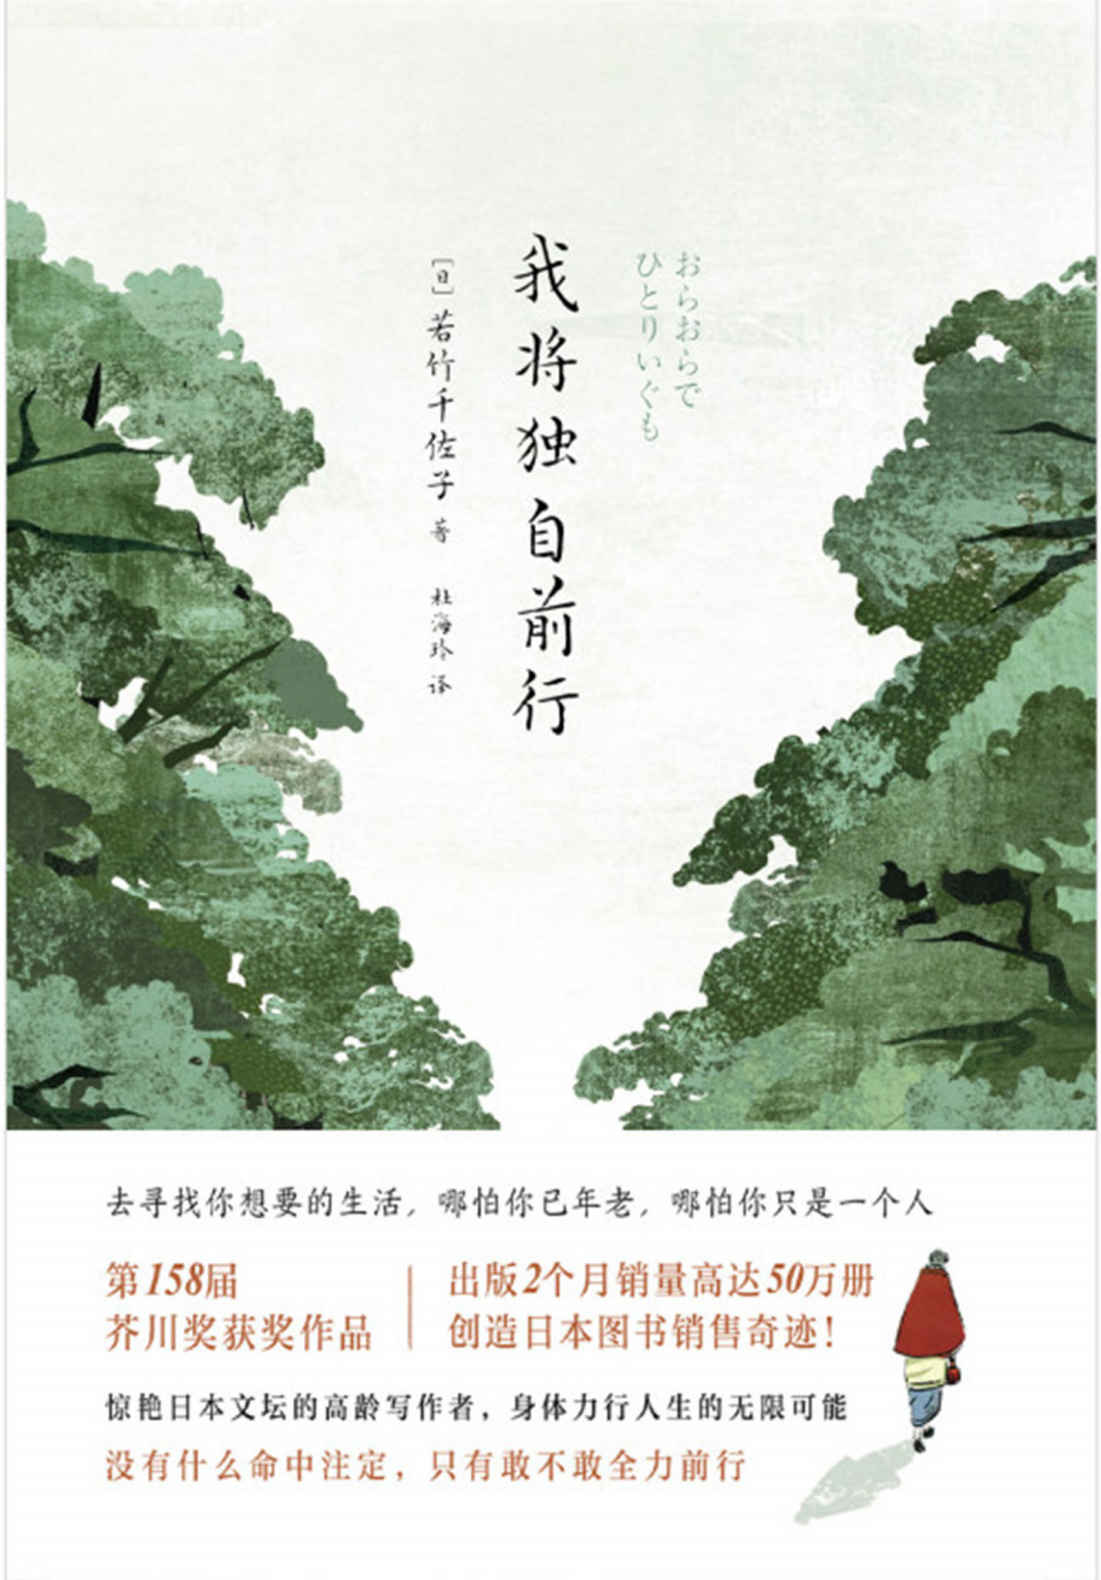 おらおらで
ひとりいぐも
我将独自前行
［日］若竹千佐子 著 杜海玲 译
去寻找你想要的生活，哪怕你已年老，哪怕你只是一个人
第158届
芥川奖获奖作品
出版2个月销量高达50万册
创造日本图书销售奇迹！
惊艳日本文坛的高龄写作者，身体力行人生的无限可能
没有什么命中注定，只有敢不敢全力前行